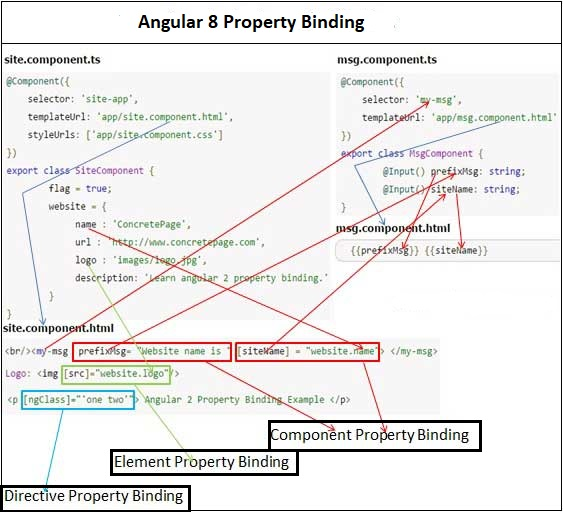 Angular 8 Property Binding
site.component.ts
@Component({
selector: 'site-app',
templateUrl: 'app/site.component.html',
styleUrls: ['app/site.component.css']
})
export class SiteComponent {
flag = true;
website = {
name : 'ConcretePage',
url : 'http://www.concretepage.com',
logo : 'images/logo.jpg',
description: 'Learn angular 2 property binding.'
}
}
msg.component.ts
@Component({
selector: 'my-msg',
templateUrl: 'app/msg.component.html'
})
export class MsgComponent {
@Input() prefixMsg: string;
@Input() siteName: string;
}
msg.component.html
{{prefixMsg}} {{siteName}}
site.component.html
<br/><my-msg prefixMsg= "Website name is " [siteName] = "website.name"> </my-msg>
Logo: <img [src]="website.logo"/>
<p [ngClass]="'one two'"> Angular 2 Property Binding Example </p>
Component Property Binding
Element Property Binding
Directive Property Binding